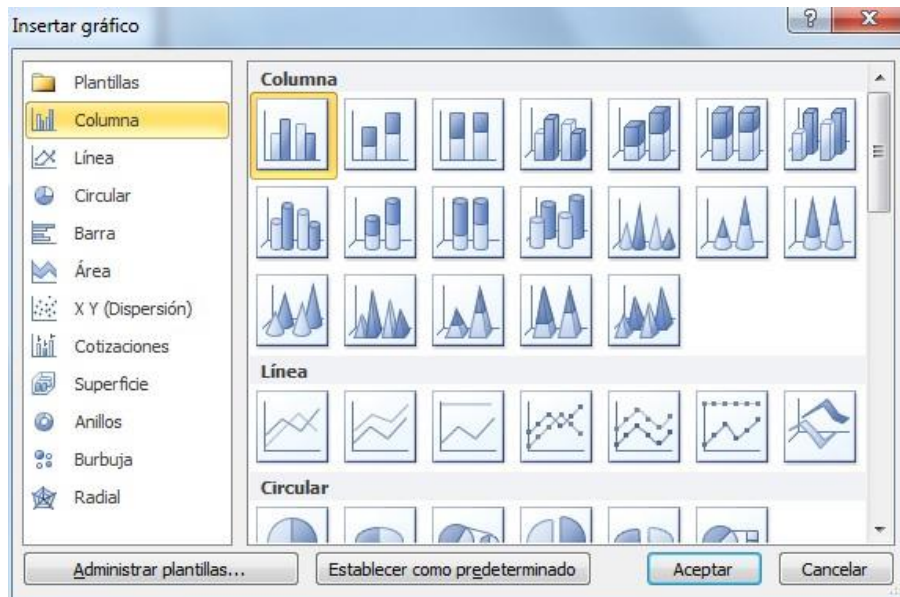 Insertar gráfico
Plantillas
Columna
Línea
Circular
Barra
Área
X Y (Dispersión)
Cotizaciones
Superficie
Anillos
Burbuja
Radial
Columna
Línea
Circular
Administrar plantillas...
Establecer como predeterminado
Aceptar
Cancelar